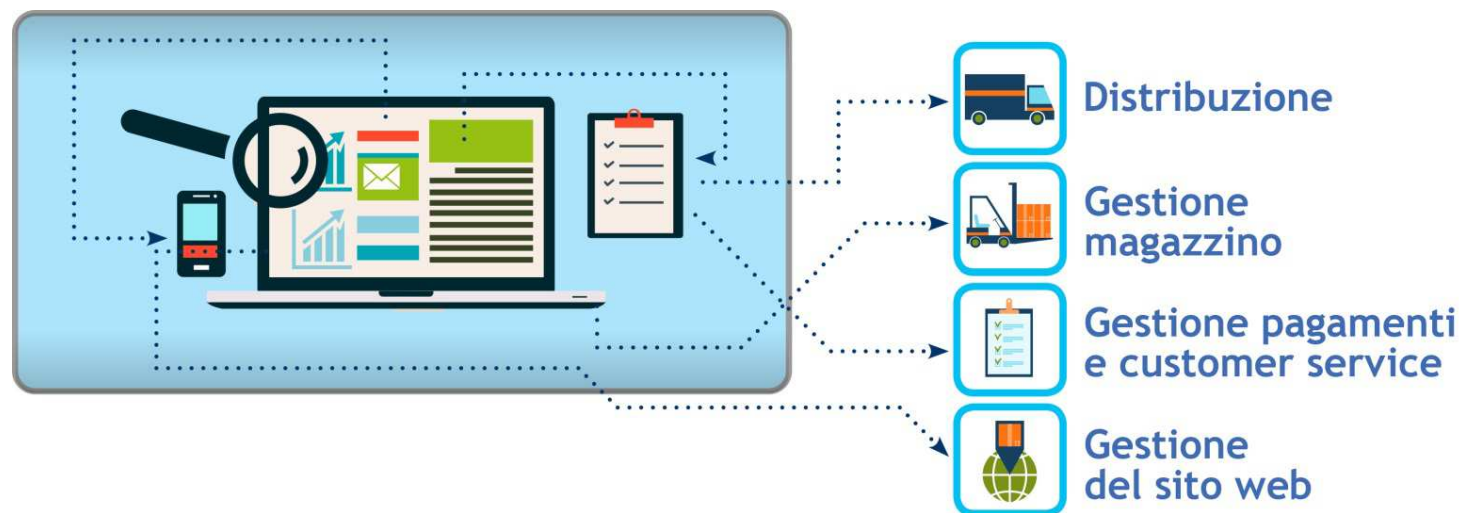 Distribuzione
Gestione
magazzino
Gestione pagamenti
e customer service
Gestione
del sito web